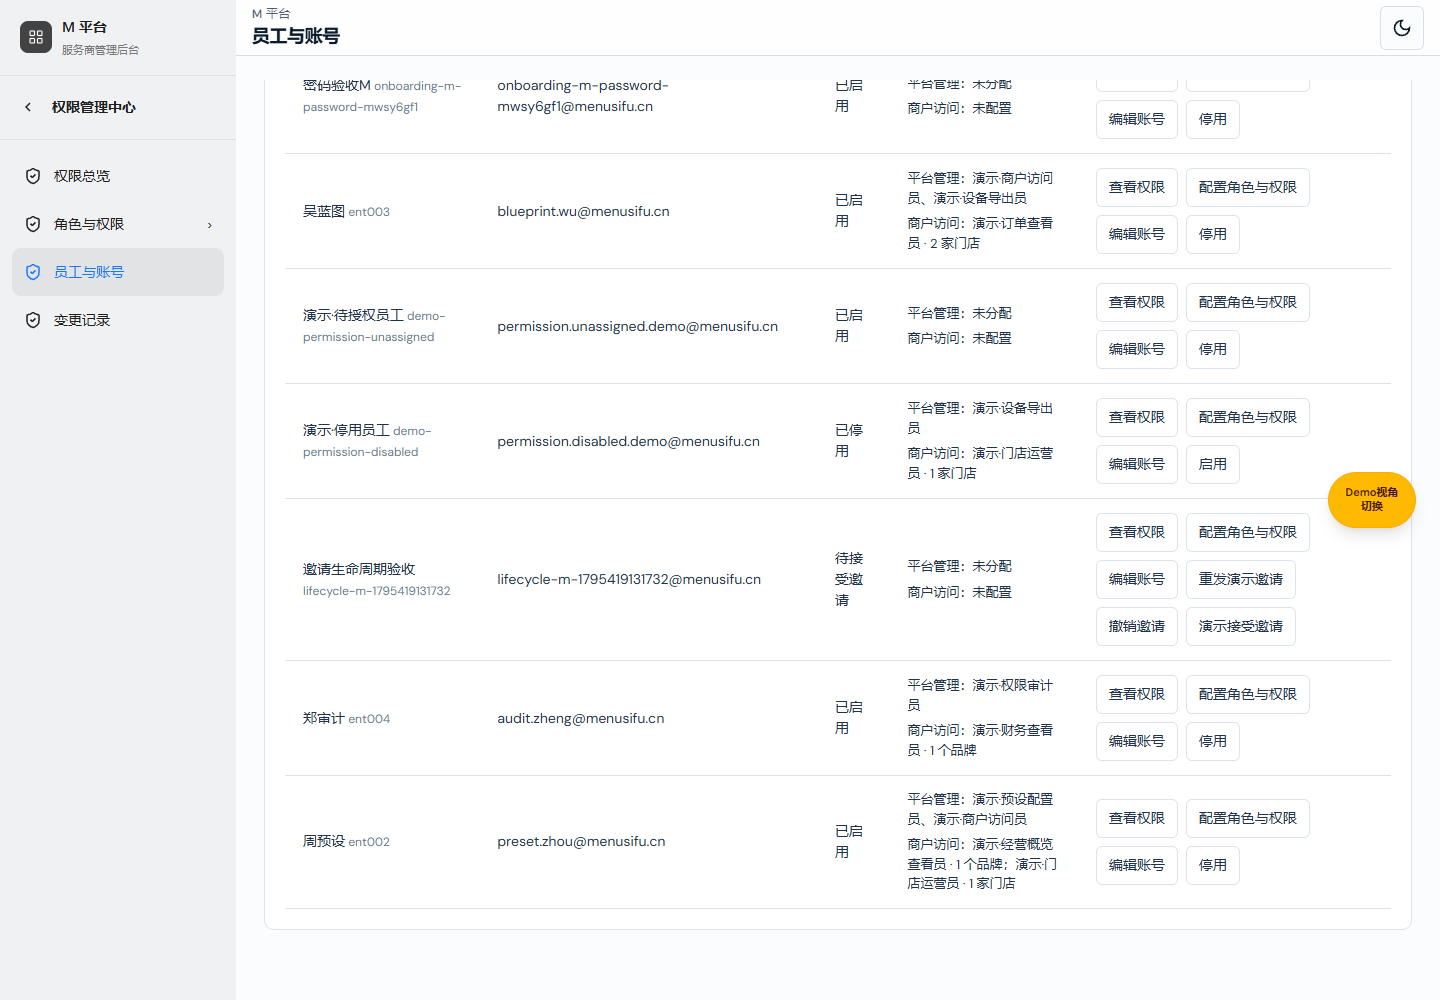 M 平台
服务商管理后台
权限管理中心
权限总览
角色与权限
员工与账号
变更记录
M 平台
员工与账号
密码验收M onboarding-m-
password-mwsy6gf1
onboarding-m-password-
mwsy6gf1@menusifu.cn
已启
用
平台管理：未分配
商户访问：未配置
编辑账号
停用
吴蓝图 ent003
blueprint.wu@menusifu.cn
已启
用
平台管理：演示·商户访问
员、演示·设备导出员
商户访问：演示·订单查看
员 · 2 家门店
查看权限
配置角色与权限
编辑账号
停用
演示·待授权员工 demo-
permission-unassigned
permission.unassigned.demo@menusifu.cn
已启
用
平台管理：未分配
商户访问：未配置
查看权限
配置角色与权限
编辑账号
停用
演示·停用员工 demo-
permission-disabled
permission.disabled.demo@menusifu.cn
已停
用
平台管理：演示·设备导出
员
商户访问：演示·门店运营
员 · 1 家门店
查看权限
配置角色与权限
编辑账号
启用
Demo视角
切换
邀请生命周期验收
lifecycle-m-1795419131732
lifecycle-m-1795419131732@menusifu.cn
待接
受邀
请
平台管理：未分配
商户访问：未配置
查看权限
配置角色与权限
编辑账号
重发演示邀请
撤销邀请
演示接受邀请
郑审计 ent004
audit.zheng@menusifu.cn
已启
用
平台管理：演示·权限审计
员
商户访问：演示·财务查看
员 · 1 个品牌
查看权限
配置角色与权限
编辑账号
停用
周预设 ent002
preset.zhou@menusifu.cn
已启
用
平台管理：演示·预设配置
员、演示·商户访问员
商户访问：演示·经营概览
查看员 · 1 个品牌；演示·门
店运营员 · 1 家门店
查看权限
配置角色与权限
编辑账号
停用